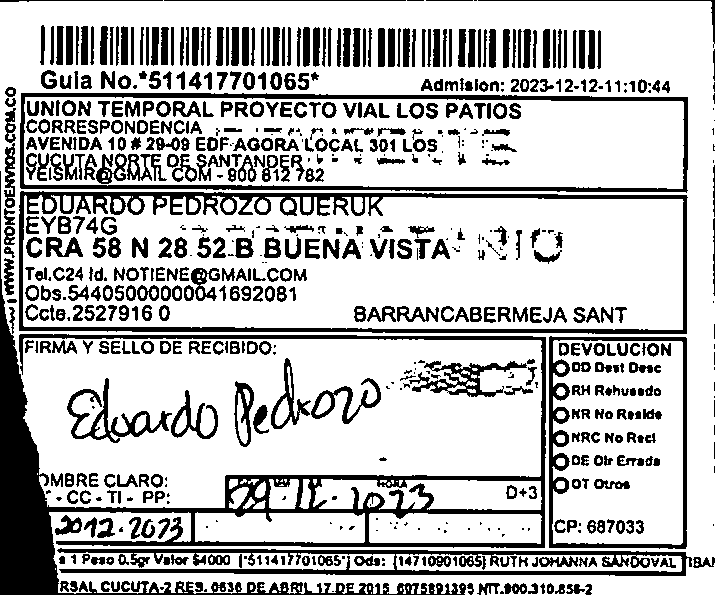 Guia No.*511417701065*
Admision: 2023-12-12-11:10:44
WWW.PRONTOENVIOS.COM.CO
UNION TEMPORAL PROYECTO VIAL LOS PATIOS
CORRESPONDENCIA
AVENIDA 10 # 29-09 EDF AGORA LOCAL 301 LOS
CUCUTA NORTE DE SANTANDER
YEISMIR@GMAIL COM - 900 812 782
EDUARDO PEDROZO QUERUK
EYB74G
CRA 58 N 28 52 B BUENA VISTA
Tel.C24 Id. NOTIENE@GMAIL.COM
Obs.544050000000041692081
Ccte.2527916 0 BARRANCABERMEJA SANT
FIRMA Y SELLO DE RECIBIDO:
Eduardo Pedrozo
DEVOLUCION
DD Dest Desc
RH Rehusado
NR No Reside
NRC No Recl
DE Dir Errada
OT Otros
CP: 687033
OMBRE CLARO:
- CC - TI - PP:
HORA
D+3
2012-2023
1 Peso 0.5gr Valor $4000 [*511417701065*] Ods: [14710901065] RUTH JOHANNA SANDOVAL
RSAL CUCUTA-2 RES. 0636 DE ABRIL 17 DE 2015 6075891395 NIT.900.310.856-2